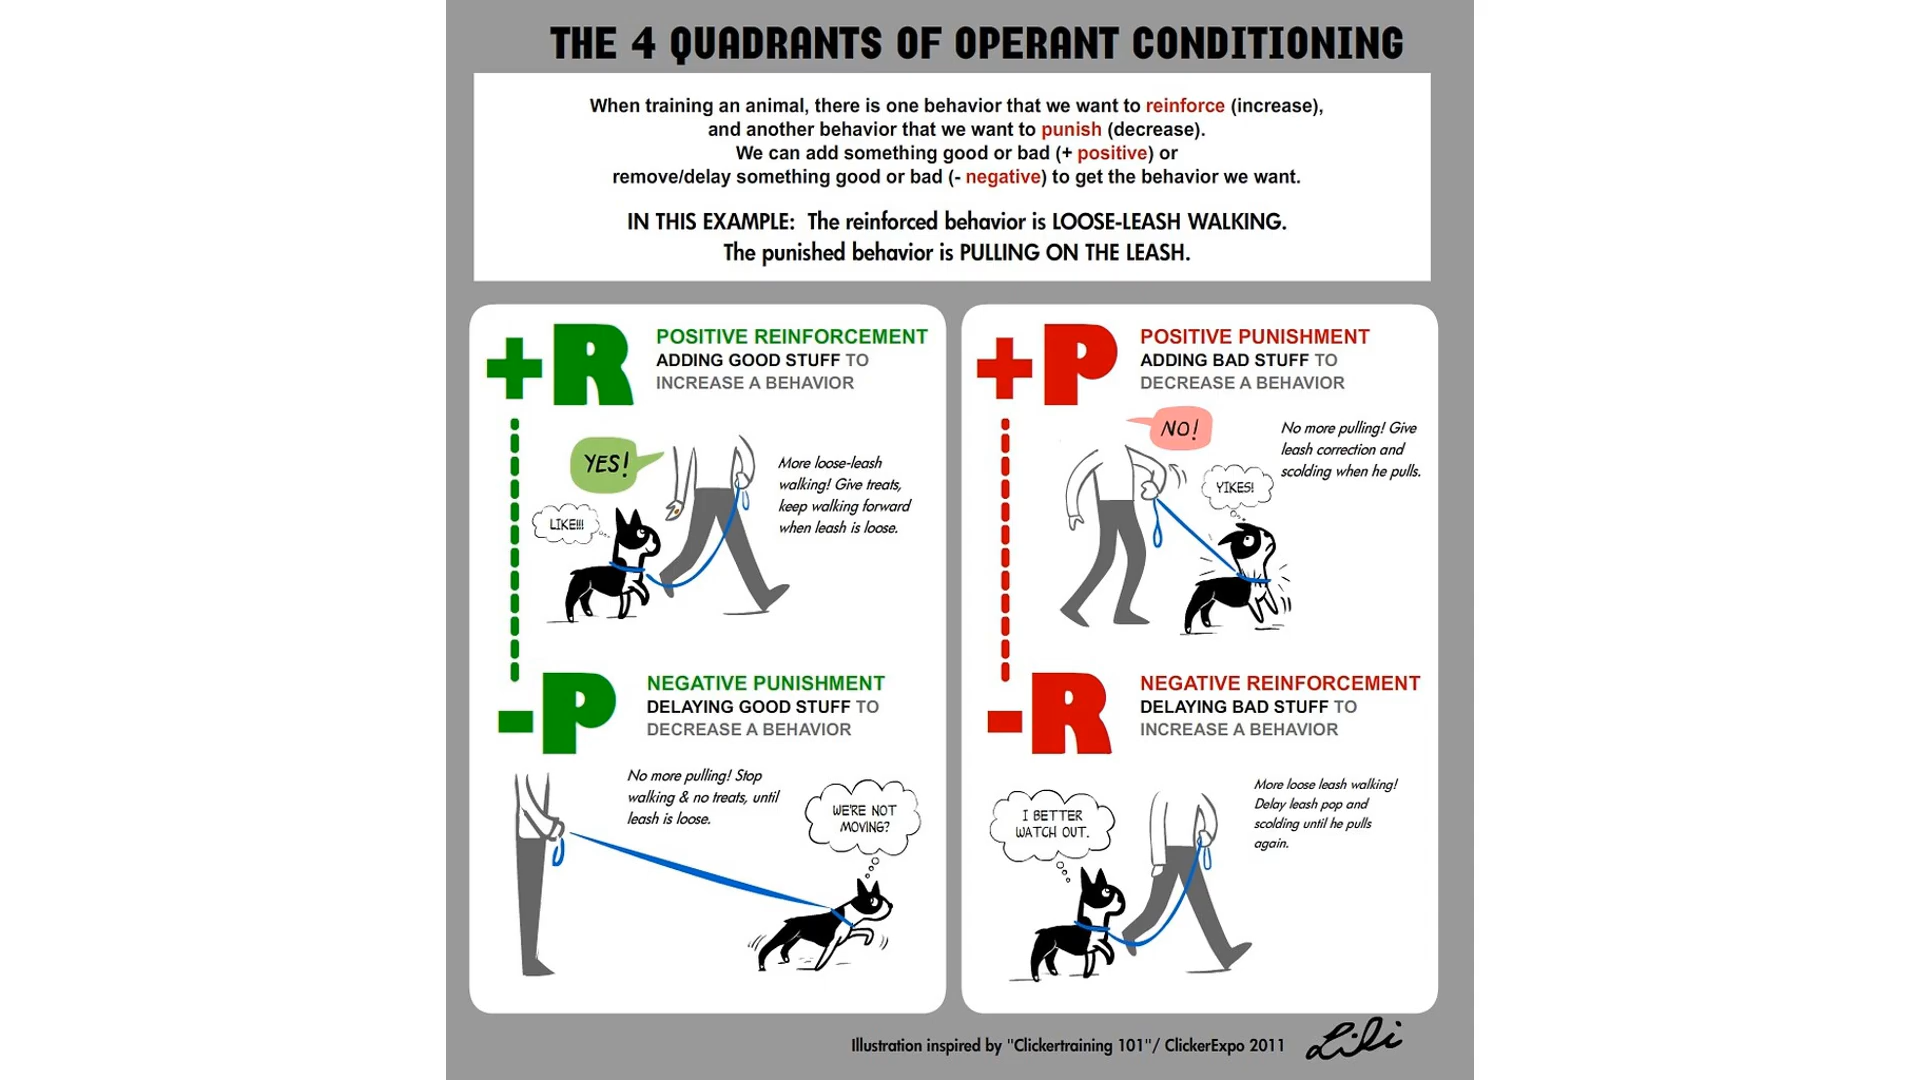 THE 4 QUADRANTS OF OPERANT CONDITIONING
When training an animal, there is one behavior that we want to reinforce (increase),
and another behavior that we want to punish (decrease).
We can add something good or bad (+ positive) or
remove/delay something good or bad (- negative) to get the behavior we want.
IN THIS EXAMPLE: The reinforced behavior is LOOSE-LEASH WALKING.
The punished behavior is PULLING ON THE LEASH.
+R
POSITIVE REINFORCEMENT
ADDING GOOD STUFF TO
INCREASE A BEHAVIOR
YES!
LIKE!!!
More loose-leash
walking! Give treats,
keep walking forward
when leash is loose.
-P
NEGATIVE PUNISHMENT
DELAYING GOOD STUFF TO
DECREASE A BEHAVIOR
No more pulling! Stop
walking & no treats, until
leash is loose.
WE'RE NOT
MOVING?
+P
POSITIVE PUNISHMENT
ADDING BAD STUFF TO
DECREASE A BEHAVIOR
NO!
No more pulling! Give
leash correction and
scolding when he pulls.
YIKES!
-R
NEGATIVE REINFORCEMENT
DELAYING BAD STUFF TO
INCREASE A BEHAVIOR
I BETTER
WATCH OUT.
More loose leash walking!
Delay leash pop and
scolding until he pulls
again.
Illustration inspired by "Clickertraining 101"/ ClickerExpo 2011
Lili